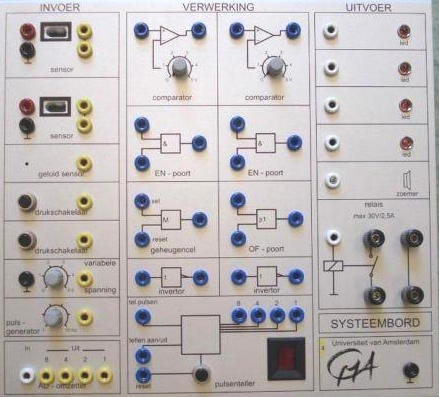 INVOER
sensor
sensor
geluid sensor
drukschakelaar
drukschakelaar
variabele
spanning
puls -
generator
In
Uit
8 4 2 1
AD - omzetter
VERWERKING
comparator
comparator
&
&
EN - poort
EN - poort
set
M
reset
geheugencel
≥1
OF - poort
1
1
invertor
invertor
tel pulsen
8 4 2 1
tellen aan/uit
reset
pulsenteller
UITVOER
led
led
led
led
zoemer
relais
max 30V/2,5A
SYSTEEMBORD
4
Universiteit van Amsterdam